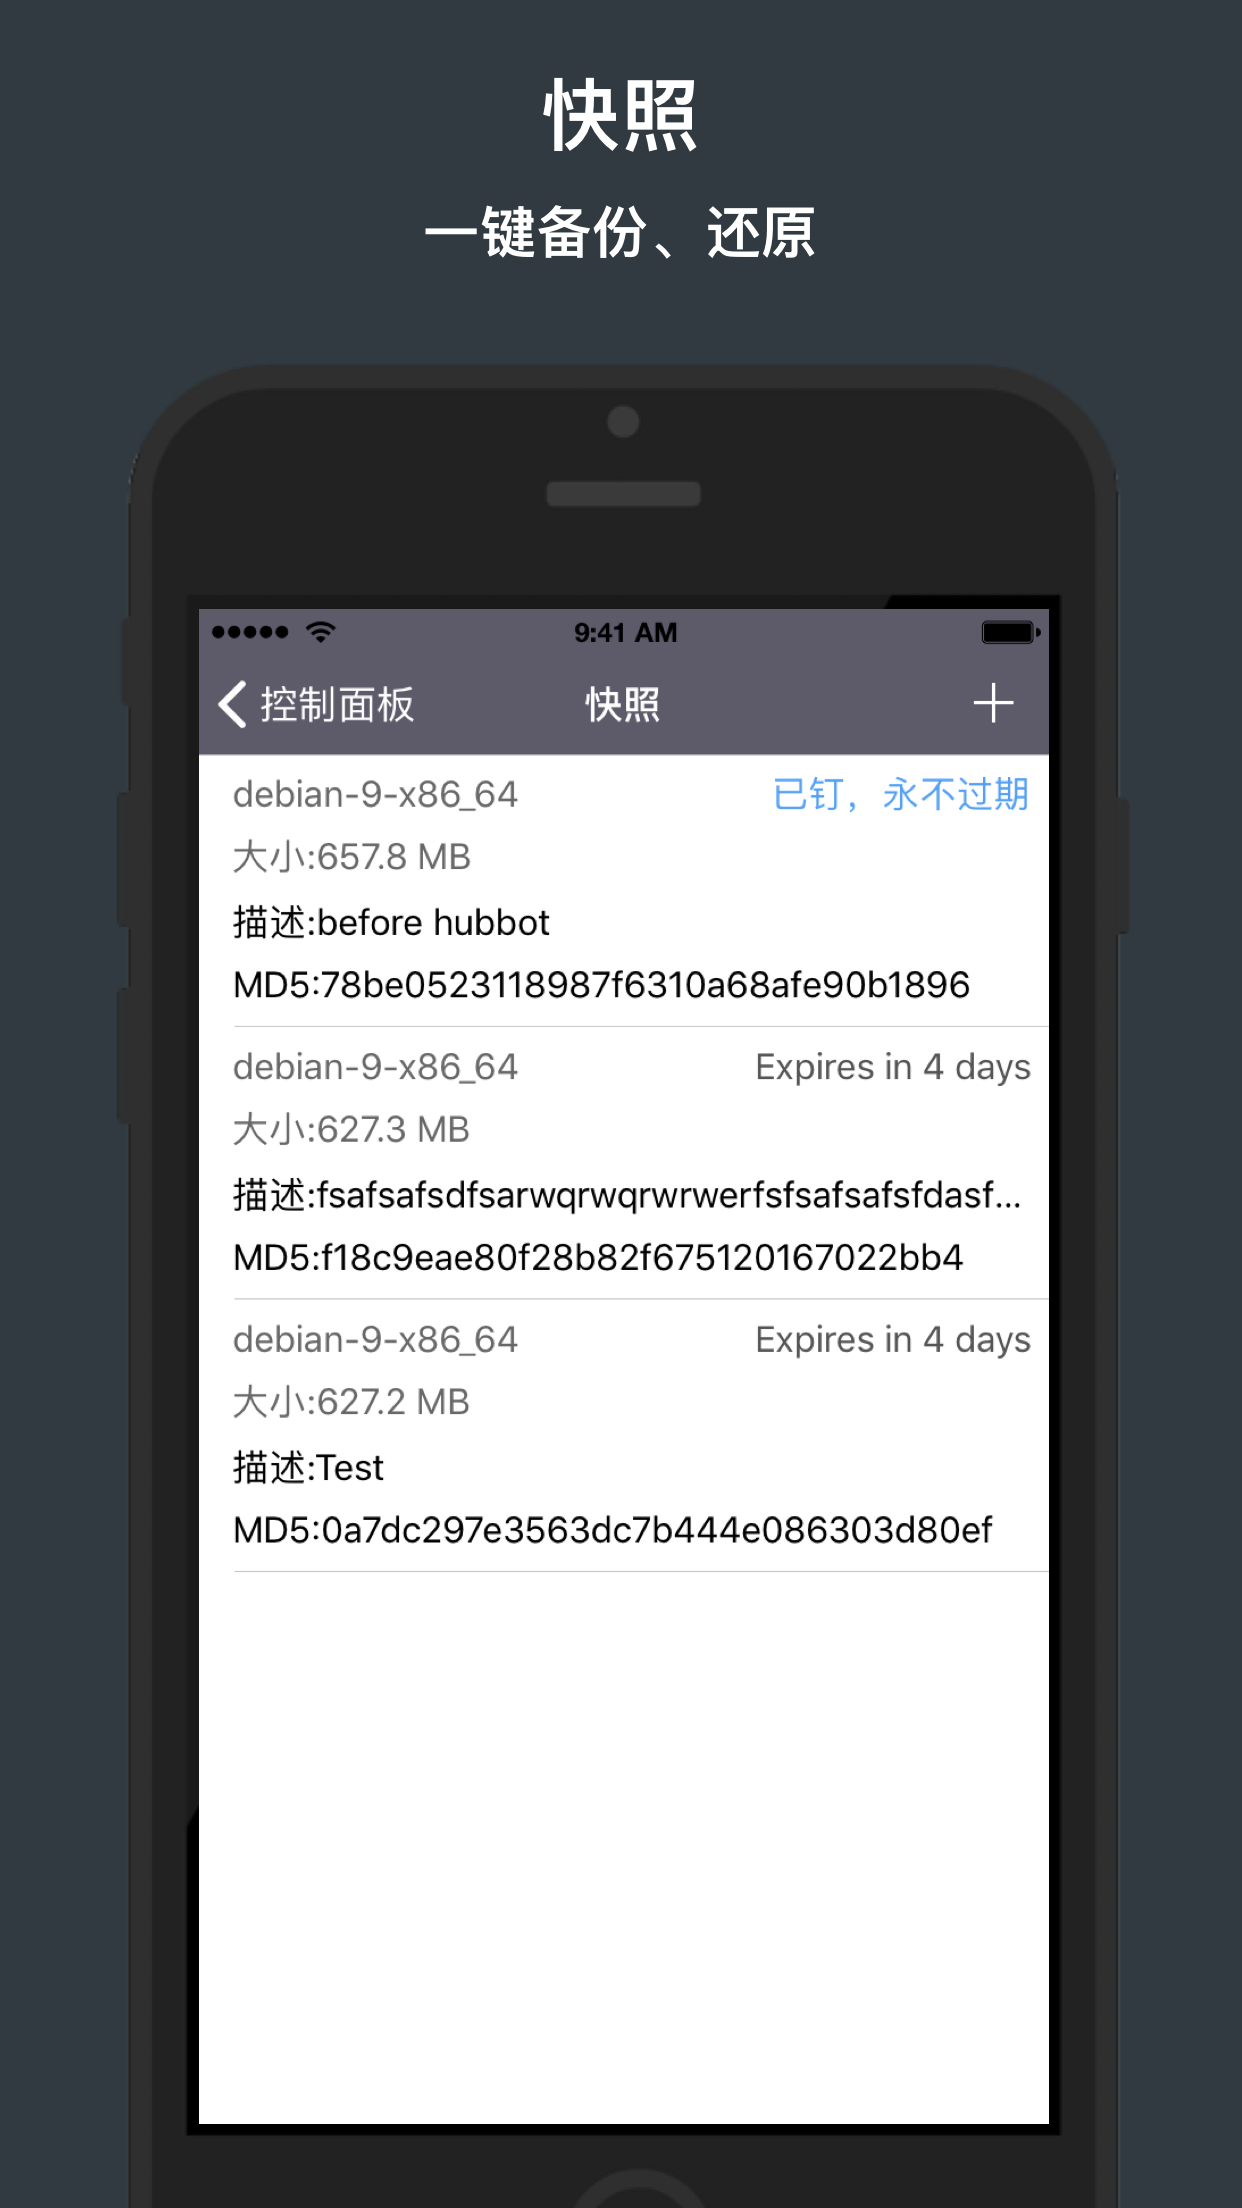 快照
一键备份、还原
9:41 AM
控制面板 快照
debian-9-x86_64 已钉，永不过期
大小:657.8 MB
描述:before hubbot
MD5:78be0523118987f6310a68afe90b1896
debian-9-x86_64 Expires in 4 days
大小:627.3 MB
描述:fsafsafsdfsarwqrwqrwrwerfsfsafsafsfdasf...
MD5:f18c9eae80f28b82f675120167022bb4
debian-9-x86_64 Expires in 4 days
大小:627.2 MB
描述:Test
MD5:0a7dc297e3563dc7b444e086303d80ef